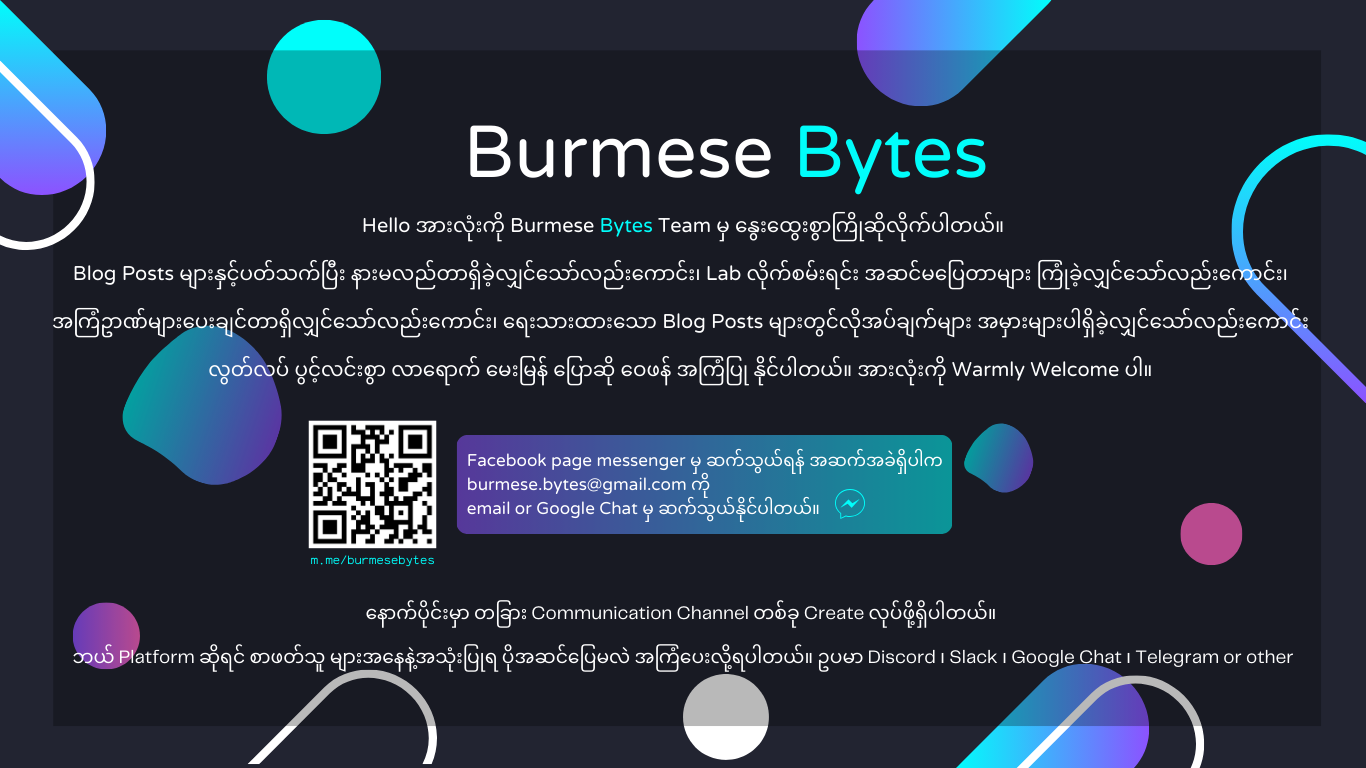 Burmese Bytes
Hello အားလုံးကို Burmese Bytes Team မှ နွေးထွေးစွာကြိုဆိုလိုက်ပါတယ်။
Blog Posts များနှင့်ပတ်သက်ပြီး နားမလည်တာရှိခဲ့လျှင်သော်လည်းကောင်း၊ Lab လိုက်စမ်းရင်း အဆင်မပြေတာများ ကြုံခဲ့လျှင်သော်လည်းကောင်း၊
အကြံဥာဏ်များပေးချင်တာရှိလျှင်သော်လည်းကောင်း၊ ရေးသားထားသော Blog Posts များတွင်လိုအပ်ချက်များ အမှားများပါရှိခဲ့လျှင်သော်လည်းကောင်း
လွတ်လပ် ပွင့်လင်းစွာ လာရောက် မေးမြန် ပြောဆို ဝေဖန် အကြံပြု နိုင်ပါတယ်။ အားလုံးကို Warmly Welcome ပါ။
Facebook page messenger မှ ဆက်သွယ်ရန် အဆက်အခဲရှိပါက
burmese.bytes@gmail.com ကို
email or Google Chat မှ ဆက်သွယ်နိုင်ပါတယ်။
m.me/burmesebytes
နောက်ပိုင်းမှာ တခြား Communication Channel တစ်ခု Create လုပ်ဖို့ရှိပါတယ်။
ဘယ် Platform ဆိုရင် စာဖတ်သူ များအနေနဲ့အသုံးပြုရ ပိုအဆင်ပြေမလဲ အကြံပေးလို့ရပါတယ်။ ဥပမာ Discord ၊ Slack ၊ Google Chat ၊ Telegram or other